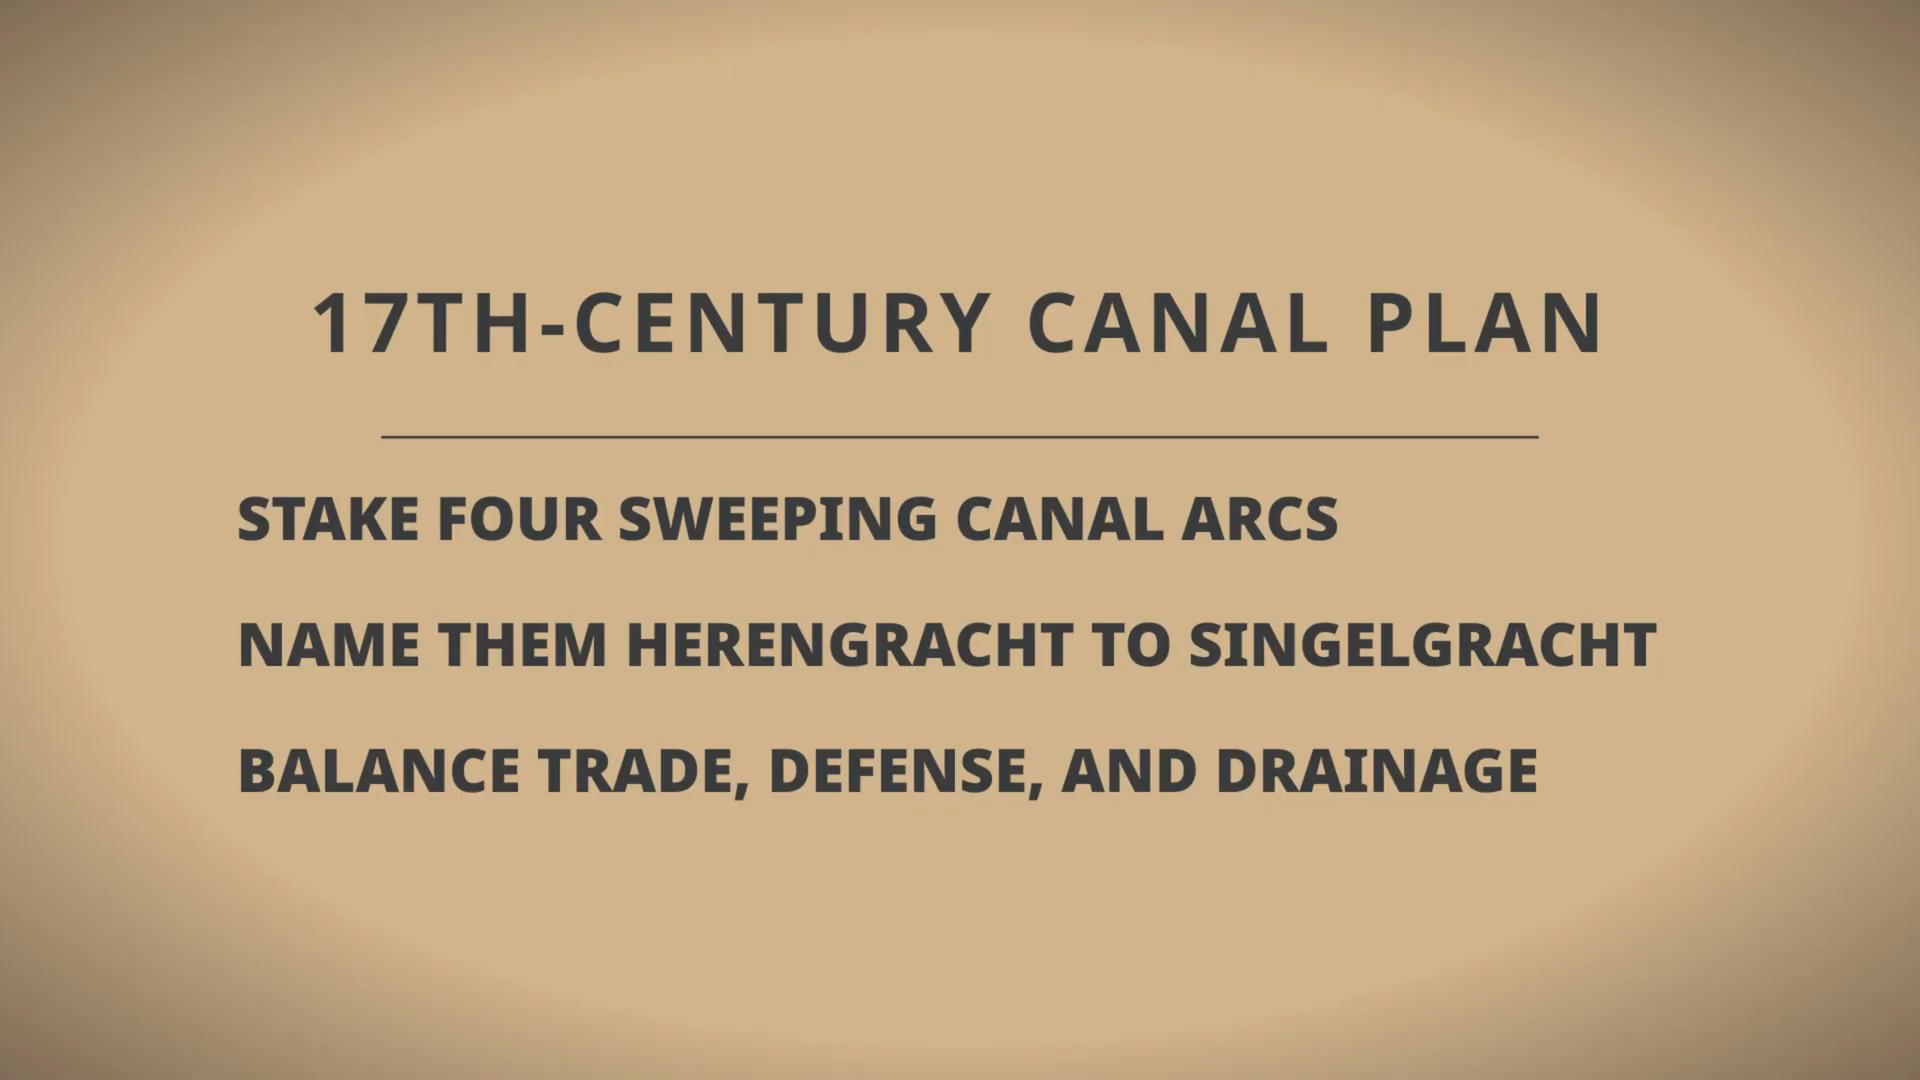 17TH-CENTURY CANAL PLAN
STAKE FOUR SWEEPING CANAL ARCS
NAME THEM HERENGRACHT TO SINGELGRACHT
BALANCE TRADE, DEFENSE, AND DRAINAGE